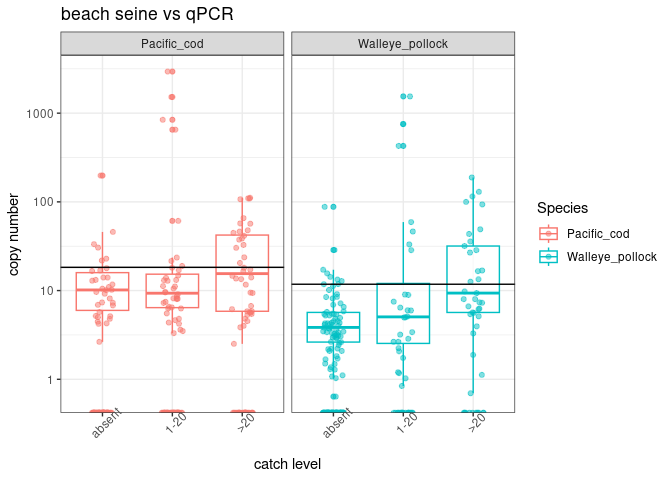 beach seine vs qPCR
Pacific_cod
Walleye_pollock
1000
100
10
1
copy number
absent
1-20
>20
absent
1-20
>20
catch level
Species
Pacific_cod
Walleye_pollock